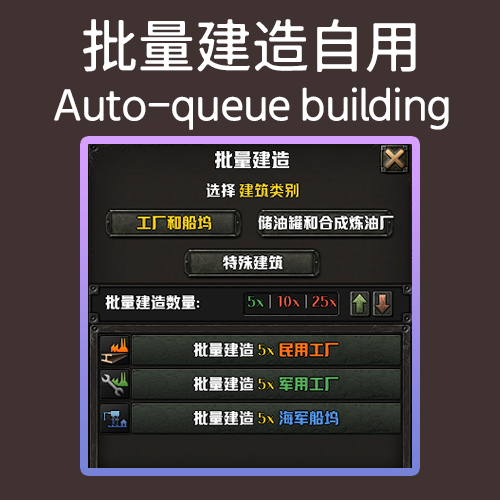 批量建造自用
Auto-queue building
批量建造
选择 建筑类别
工厂和船坞 储油罐和合成炼油厂
特殊建筑
批量建造数量: 5x | 10x | 25x
批量建造 5x 民用工厂
批量建造 5x 军用工厂
批量建造 5x 海军船坞